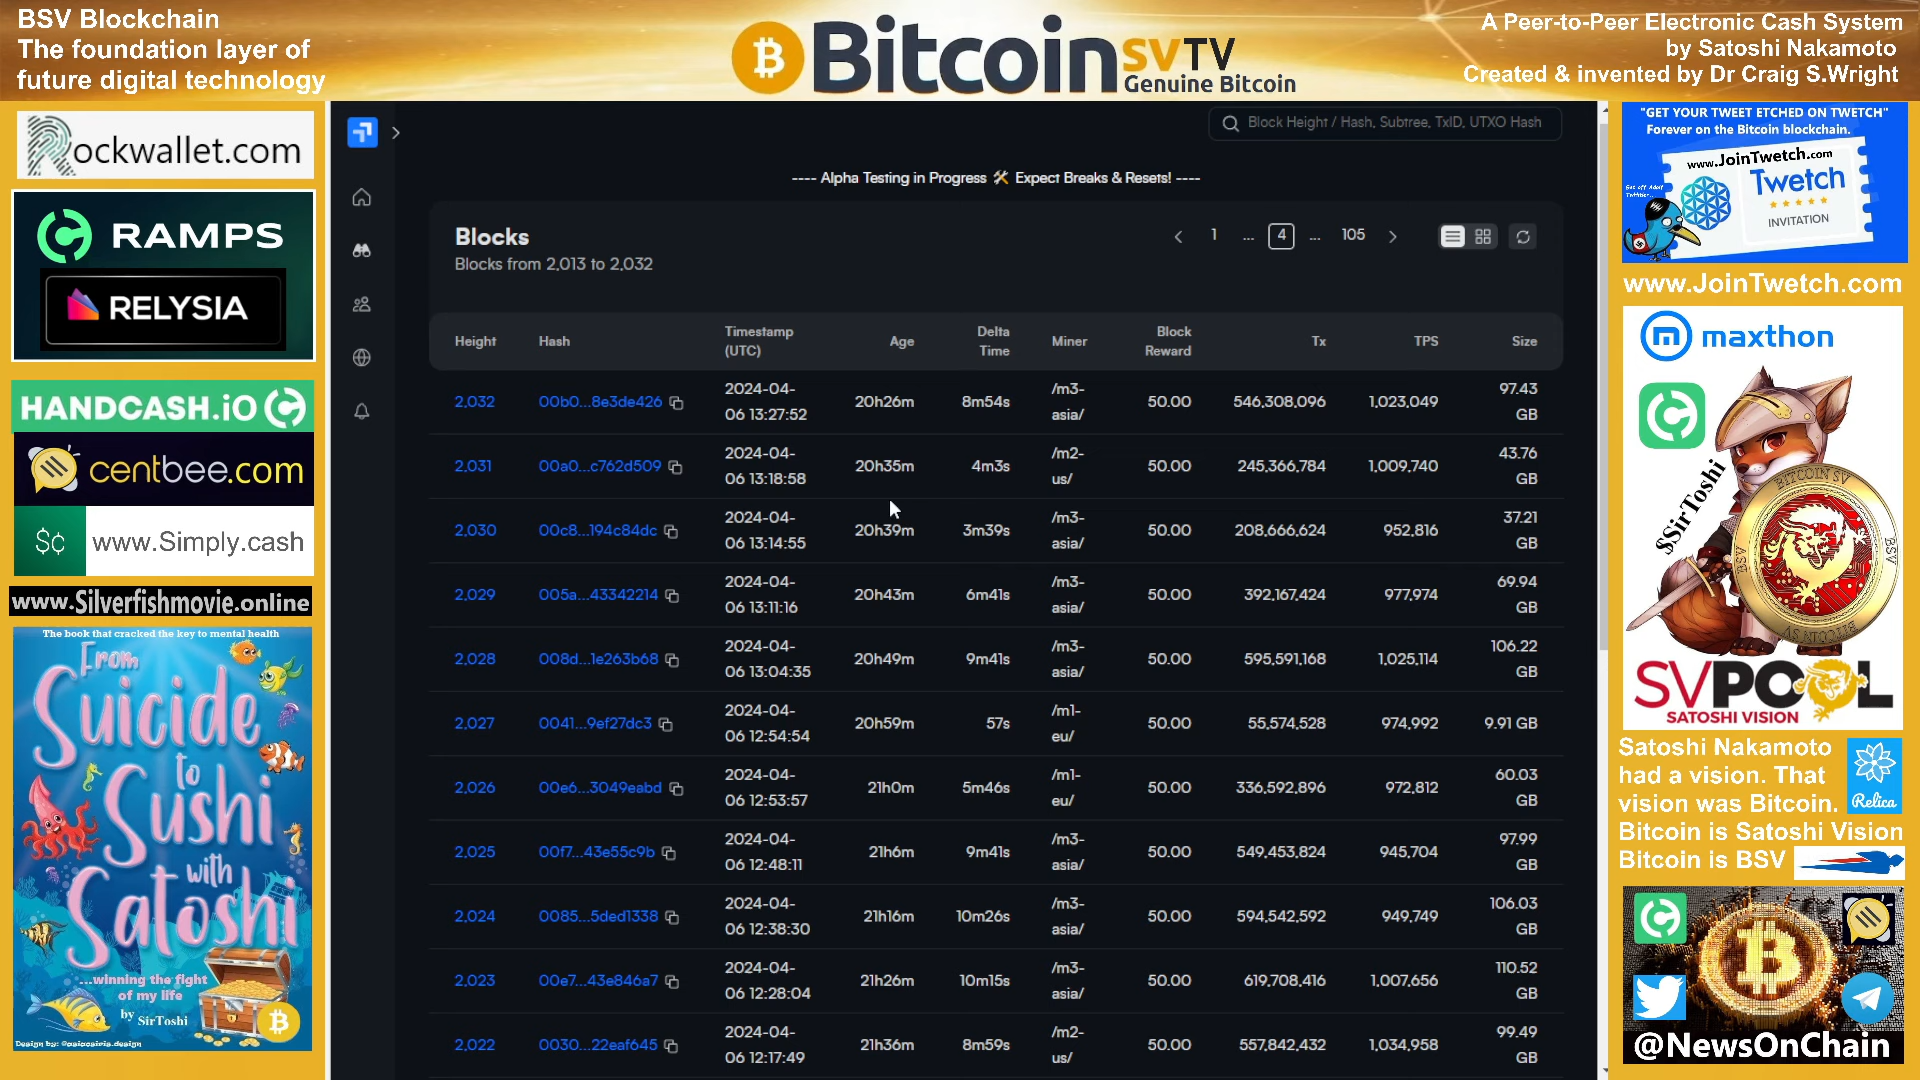 BSV Blockchain
The foundation layer of
future digital technology
Bitcoin SVTV
Genuine Bitcoin
A Peer-to-Peer Electronic Cash System
by Satoshi Nakamoto
Created & invented by Dr Craig S.Wright
Rockwallet.com
RAMPS
RELYSIA
HANDCASH.iO
centbee.com
$c www.Simply.cash
www.Silverfishmovie.online
The book that cracked the key to mental health
From
Suicide
to
Sushi
with
Satoshi
...winning the fight
of my life
by SirToshi
Block Height / Hash, Subtree, TxID, UTXO Hash
---- Alpha Testing in Progress 🛠 Expect Breaks & Resets! ----
Blocks
Blocks from 2,013 to 2,032
1 ... 4 ... 105
Height Hash Timestamp (UTC) Age Delta Time Miner Block Reward Tx TPS Size
2,032 00b0...8e3de426 2024-04-06 13:27:52 20h26m 8m54s /m3-asia/ 50.00 546,308,096 1,023,049 97.43 GB
2,031 00a0...c762d509 2024-04-06 13:18:58 20h35m 4m3s /m2-us/ 50.00 245,366,784 1,009,740 43.76 GB
2,030 00c8...194c84dc 2024-04-06 13:14:55 20h39m 3m39s /m3-asia/ 50.00 208,666,624 952,816 37.21 GB
2,029 005a...43342214 2024-04-06 13:11:16 20h43m 6m41s /m3-asia/ 50.00 392,167,424 977,974 69.94 GB
2,028 008d...1e263b68 2024-04-06 13:04:35 20h49m 9m41s /m3-asia/ 50.00 595,591,168 1,025,114 106.22 GB
2,027 0041...9ef27dc3 2024-04-06 12:54:54 20h59m 57s /m1-eu/ 50.00 55,574,528 974,992 9.91 GB
2,026 00e6...3049eabd 2024-04-06 12:53:57 21h0m 5m46s /m1-eu/ 50.00 336,592,896 972,812 60.03 GB
2,025 00f7...43e55c9b 2024-04-06 12:48:11 21h6m 9m41s /m3-asia/ 50.00 549,453,824 945,704 97.99 GB
2,024 0085...5ded1338 2024-04-06 12:38:30 21h16m 10m26s /m3-asia/ 50.00 594,542,592 949,749 106.03 GB
2,023 00e7...43e846a7 2024-04-06 12:28:04 21h26m 10m15s /m3-asia/ 50.00 619,708,416 1,007,656 110.52 GB
2,022 0030...22eaf645 2024-04-06 12:17:49 21h36m 8m59s /m2-us/ 50.00 557,842,432 1,034,958 99.49 GB
"GET YOUR TWEET ETCHED ON TWETCH"
Forever on the Bitcoin blockchain.
www.JoinTwetch.com
Twetch
INVITATION
www.JoinTwetch.com
maxthon
$SirToshi
BITCOIN SV
BSV
BSV
SVPOOL
SATOSHI VISION
Satoshi Nakamoto
had a vision. That
vision was Bitcoin.
Relica
Bitcoin is Satoshi Vision
Bitcoin is BSV
@NewsOnChain